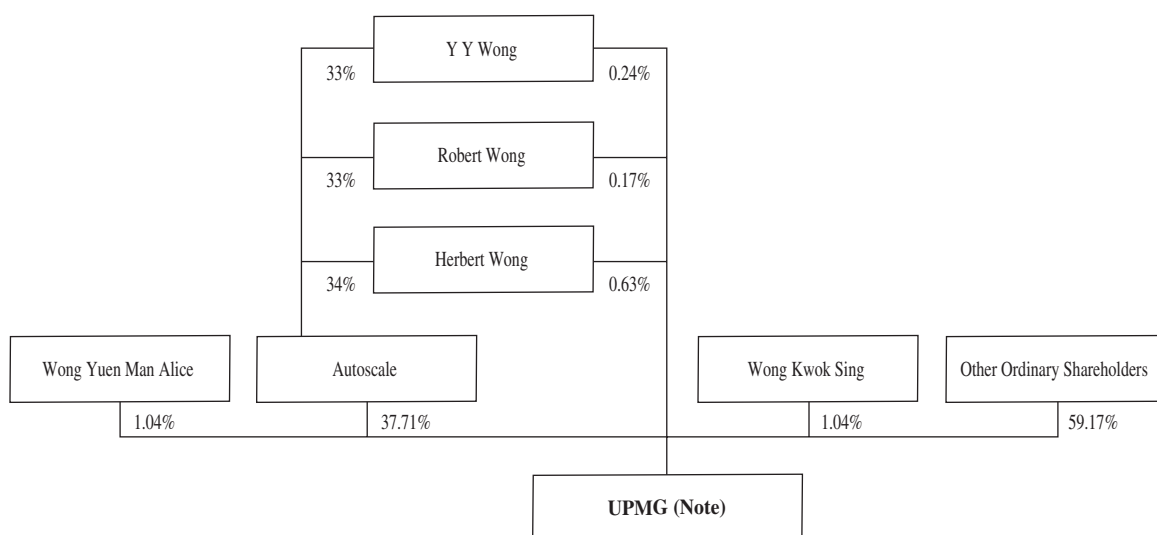 Y Y Wong
33%
0.24%
Robert Wong
33%
0.17%
Herbert Wong
34%
0.63%
Wong Yuen Man Alice
Autoscale
Wong Kwok Sing
Other Ordinary Shareholders
1.04%
37.71%
1.04%
59.17%
UPMG (Note)